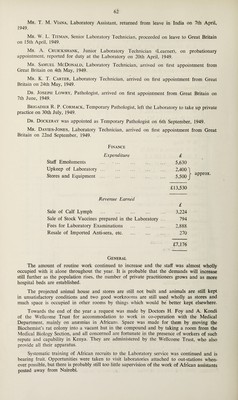 62
Mr. T. M. Vijha, Laboratory Assistant, returned from leave in India on 7th April,
1949.
Mr. W. L. Titman, Senior Laboratory Technician, proceeded on leave to Great Britain
on 15th April, 1949.
Mr. A. Crockshank, Junior Laboratory Technician (Learner), on probationary
appointment, reported for duty at the Laboratory on 20th April, 1949.
Mr. Samuel McDonald, Laboratory Technician, arrived on first appointment from
Great Britain on 4th May, 1949.
Mr. K. T. Carter, Laboratory Technician, arrived on first appointment from Great
Britain on 24th May, 1949.
Dr. Joseph Lowry, Pathologist, arrived on first appointment from Great Britain on
7th June, 1949.
Brigadier R. P. Cormack, Temporary Pathologist, left the Laboratory to take up private
practice on 30th July, 1949.
Dr. Dockeray was appointed as Temporary Pathologist on 6th September, 1949.
Mr. Davies-Jones, Laboratory Technician, arrived on first appointment from Great
Britain on 22nd September, 1949.
Finance
Expenditure £
Staff Emoluments 5,630
Upkeep of Laboratory 2,400
Stores and Equipment 5,500 approx.
£13,530
Revenue Earned £
Sale of Calf Lymph 3,224
Sale of Stock Vaccines prepared in the Laboratory 794
Fees for Laboratory Examinations 2,888
Resale of Imported Anti-sera, etc. 270
£7,176
General
The amount of routine work continued to increase and the staff was wholly
occupied with it alone throughout the year. It is probable that the demands will increase
still further as the population rises, the number of private practitioners grows and as more
hospital beds are established.
The projected animal house and stores are still not built and animals are still kept
in unsatisfactory conditions and two good workrooms are still used wholly as stores and
much space is occupied in other rooms by things which would be better kept elsewhere.
Towards the end of the year a request was made by Doctors H. Foy and A. Kondi
of the Wellcome Trust for accommodation to work in co-operation with the Medical
Department, mainly on anæmias in Africans. Space was made for them by moving the
Biochemist's rat colony into a vacant hut in the compound and by taking a room from the
Medical Biology Section, and all concerned are fortunate in the presence of workers of such
repute and capability in Kenya. They are administered by the Wellcome Trust, who also
provide all their apparatus.
Systematic training of African recruits to the Laboratory service was continued and is
bearing fruit. Opportunities were taken to visit laboratories attached to out-stations when-
ever possible, but there is probably still too little supervision of the work of African assistants
posted away from Nairobi.